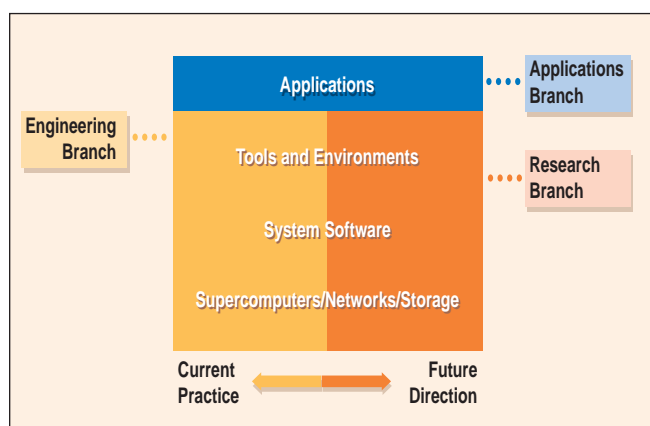 Applications
Applications
Branch
Engineering
Branch
Tools and Environments
Research
Branch
System Software
Supercomputers/Networks/Storage
Current
Practice
Future
Direction